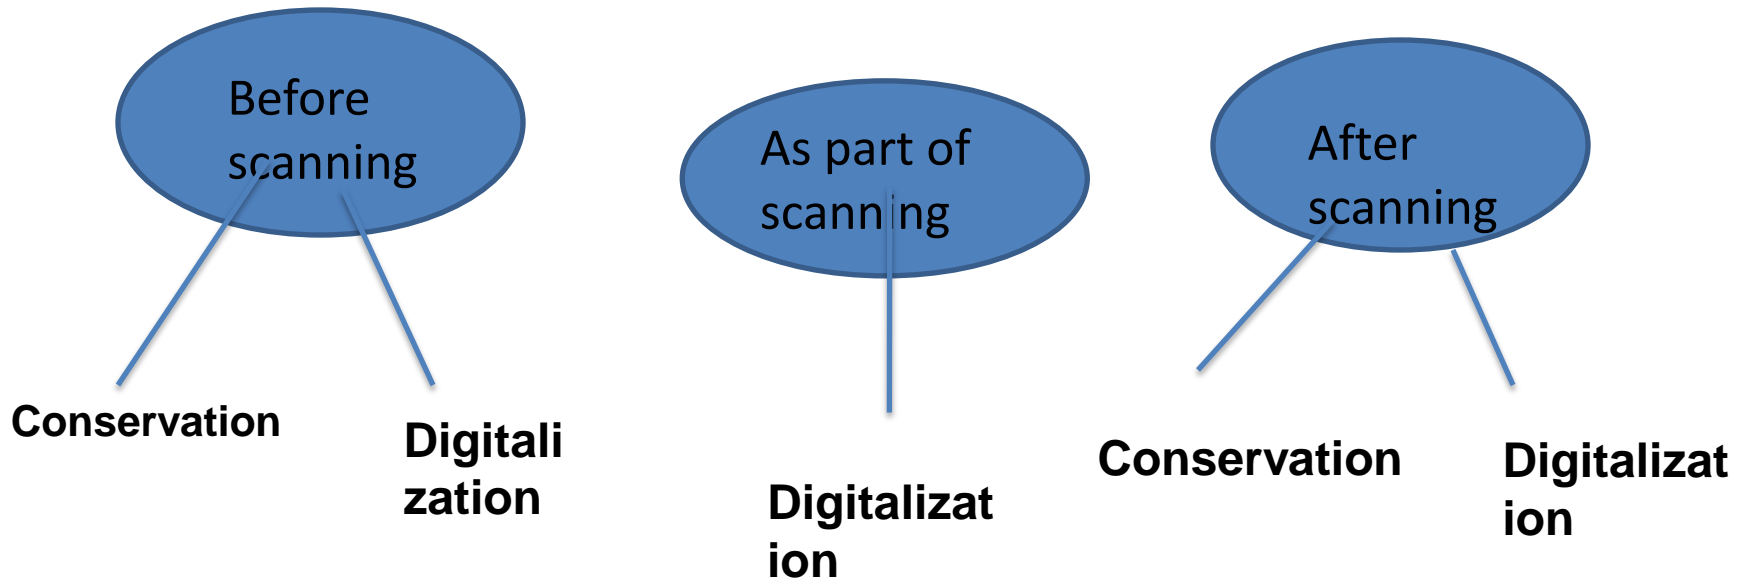 Before
scanning
As part of
scanning
After
scanning
Conservation
Digitali
zation
Digitalizat
ion
Conservation
Digitalizat
ion